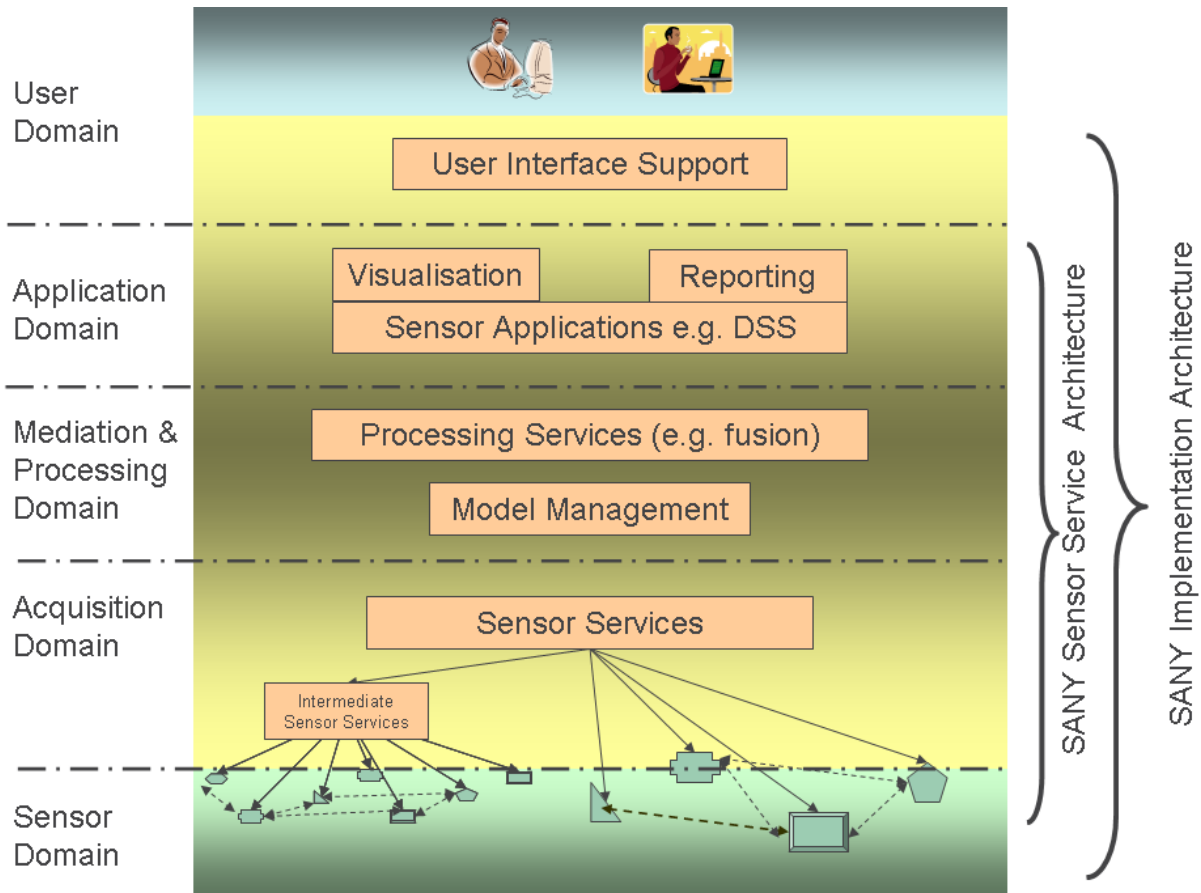 User
Domain
User Interface Support
Application
Domain
Visualisation
Reporting
Sensor Applications e.g. DSS
Mediation &
Processing
Domain
Processing Services (e.g. fusion)
Model Management
Acquisition
Domain
Sensor Services
Intermediate
Sensor Services
Sensor
Domain
SANY Sensor Service Architecture
SANY Implementation Architecture